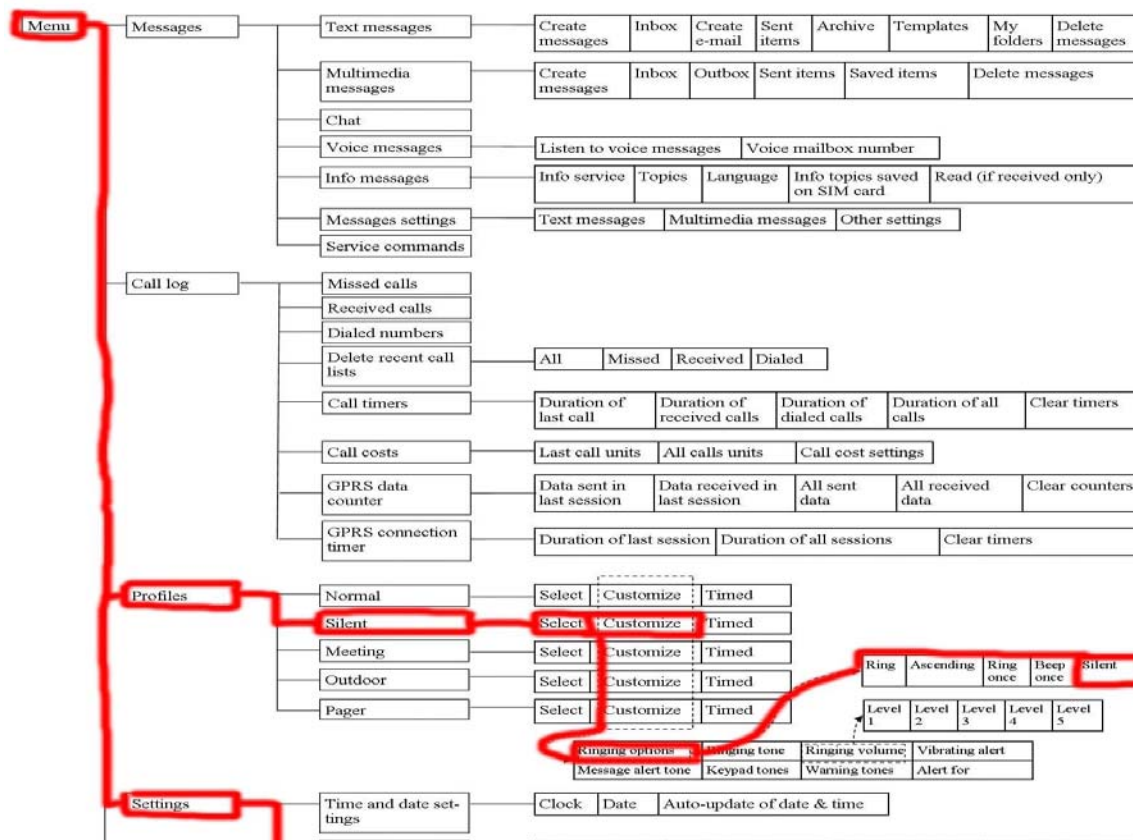 Menu
Messages
Text messages
Create messages
Inbox
Create e-mail
Sent items
Archive
Templates
My folders
Delete messages
Multimedia messages
Create messages
Inbox
Outbox
Sent items
Saved items
Delete messages
Chat
Voice messages
Listen to voice messages
Voice mailbox number
Info messages
Info service
Topics
Language
Info topics saved on SIM card
Read (if received only)
Messages settings
Text messages
Multimedia messages
Other settings
Service commands
Call log
Missed calls
Received calls
Dialed numbers
Delete recent call lists
All
Missed
Received
Dialed
Call timers
Duration of last call
Duration of received calls
Duration of dialed calls
Duration of all calls
Clear timers
Call costs
Last call units
All calls units
Call cost settings
GPRS data counter
Data sent in last session
Data received in last session
All sent data
All received data
Clear counters
GPRS connection timer
Duration of last session
Duration of all sessions
Clear timers
Profiles
Normal
Select
Customize
Timed
Silent
Select
Customize
Timed
Meeting
Select
Customize
Timed
Outdoor
Select
Customize
Timed
Pager
Select
Customize
Timed
Ring
Ascending
Ring once
Beep once
Silent
Level 1
Level 2
Level 3
Level 4
Level 5
Ringing options
Ringing tone
Ringing volume
Vibrating alert
Message alert tone
Keypad tones
Warning tones
Alert for
Settings
Time and date set-
tings
Clock
Date
Auto-update of date & time